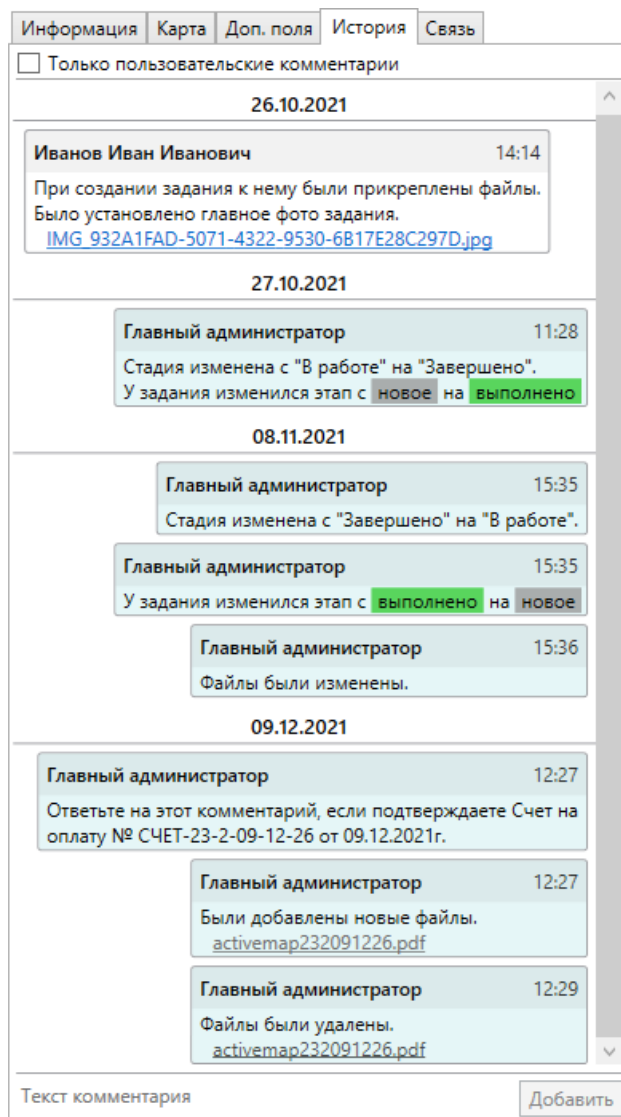 Информация Карта Доп. поля История Связь
Только пользовательские комментарии
26.10.2021
Иванов Иван Иванович 14:14
При создании задания к нему были прикреплены файлы.
Было установлено главное фото задания.
IMG_932A1FAD-5071-4322-9530-6B17E28C297D.jpg
27.10.2021
Главный администратор 11:28
Стадия изменена с "В работе" на "Завершено".
У задания изменился этап с новое на выполнено
08.11.2021
Главный администратор 15:35
Стадия изменена с "Завершено" на "В работе".
Главный администратор 15:35
У задания изменился этап с выполнено на новое
Главный администратор 15:36
Файлы были изменены.
09.12.2021
Главный администратор 12:27
Ответьте на этот комментарий, если подтверждаете Счет на
оплату № СЧЕТ-23-2-09-12-26 от 09.12.2021г.
Главный администратор 12:27
Были добавлены новые файлы.
activemap232091226.pdf
Главный администратор 12:29
Файлы были удалены.
activemap232091226.pdf
Текст комментария Добавить